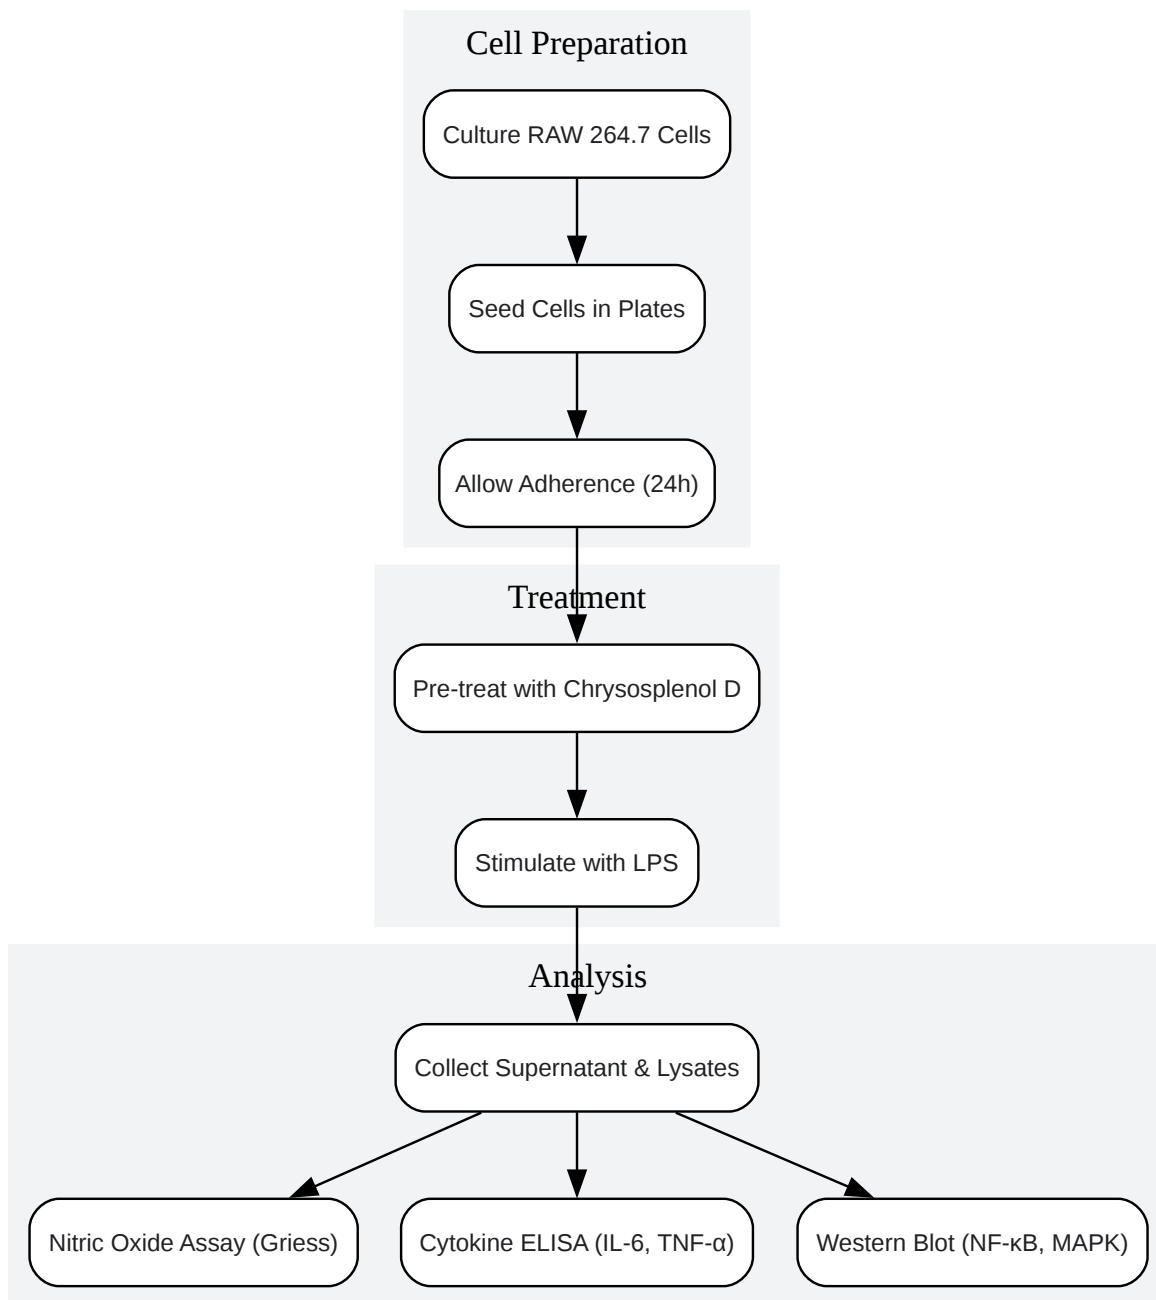 Cell Preparation
Culture RAW 264.7 Cells
Seed Cells in Plates
Allow Adherence (24h)
Treatment
Pre-treat with Chrysosplenol D
Stimulate with LPS
Analysis
Collect Supernatant & Lysates
Nitric Oxide Assay (Griess)
Cytokine ELISA (IL-6, TNF-α)
Western Blot (NF-κB, MAPK)